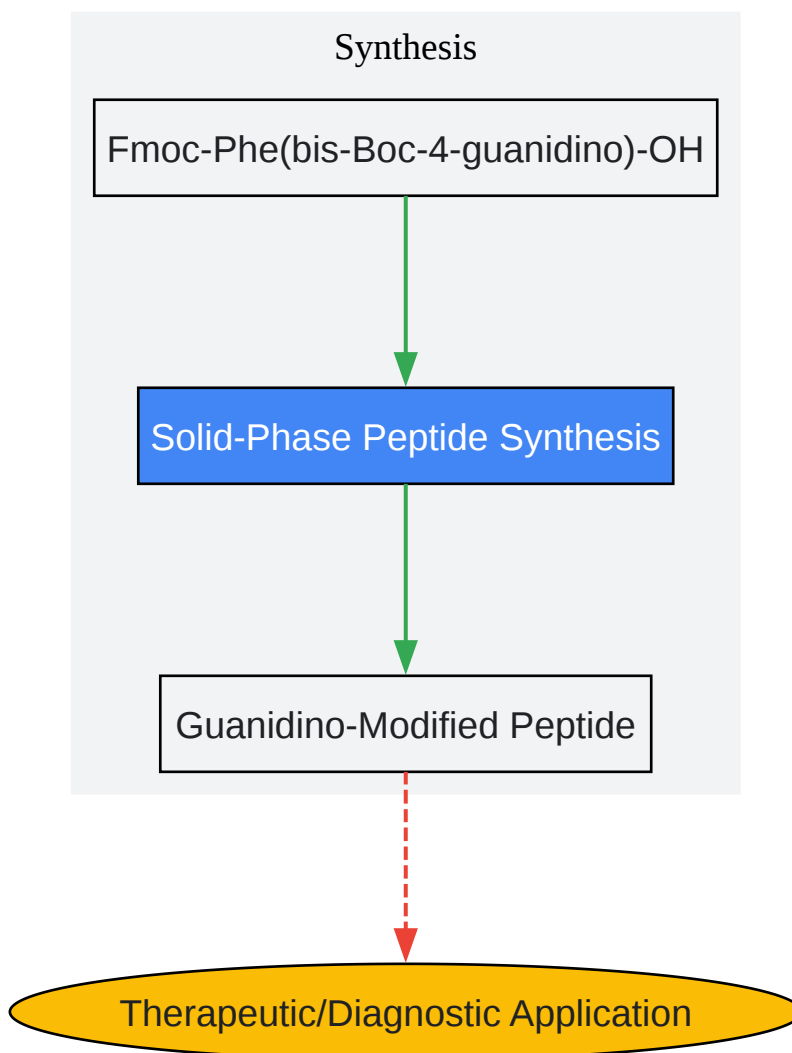 Synthesis
Fmoc-Phe(bis-Boc-4-guanidino)-OH
Solid-Phase Peptide Synthesis
Guanidino-Modified Peptide
Therapeutic/Diagnostic Application